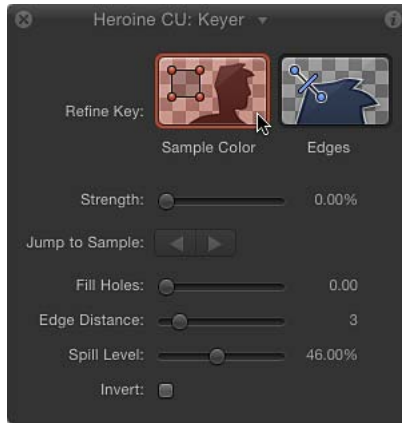 Heroine CU: Keyer
Refine Key:
Sample Color
Edges
Strength: 0.00%
Jump to Sample:
Fill Holes: 0.00
Edge Distance: 3
Spill Level: 46.00%
Invert: